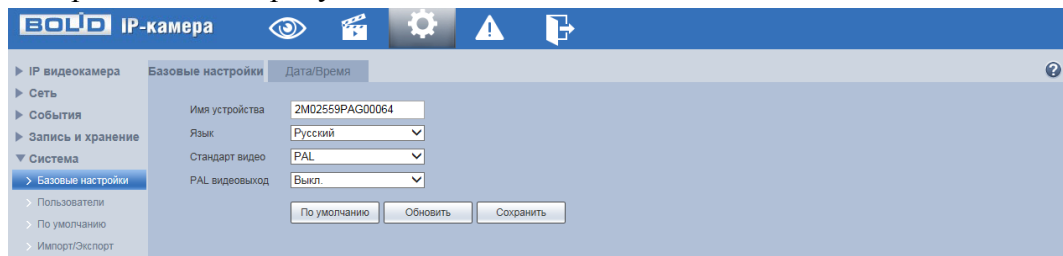 BOLID IP-камера
IP видеокамера
Сеть
События
Запись и хранение
Система
Базовые настройки
Пользователи
По умолчанию
Импорт/Экспорт
Базовые настройки Дата/Время
Имя устройства 2M02559PAG00064
Язык Русский
Стандарт видео PAL
PAL видеовыход Выкл.
По умолчанию Обновить Сохранить